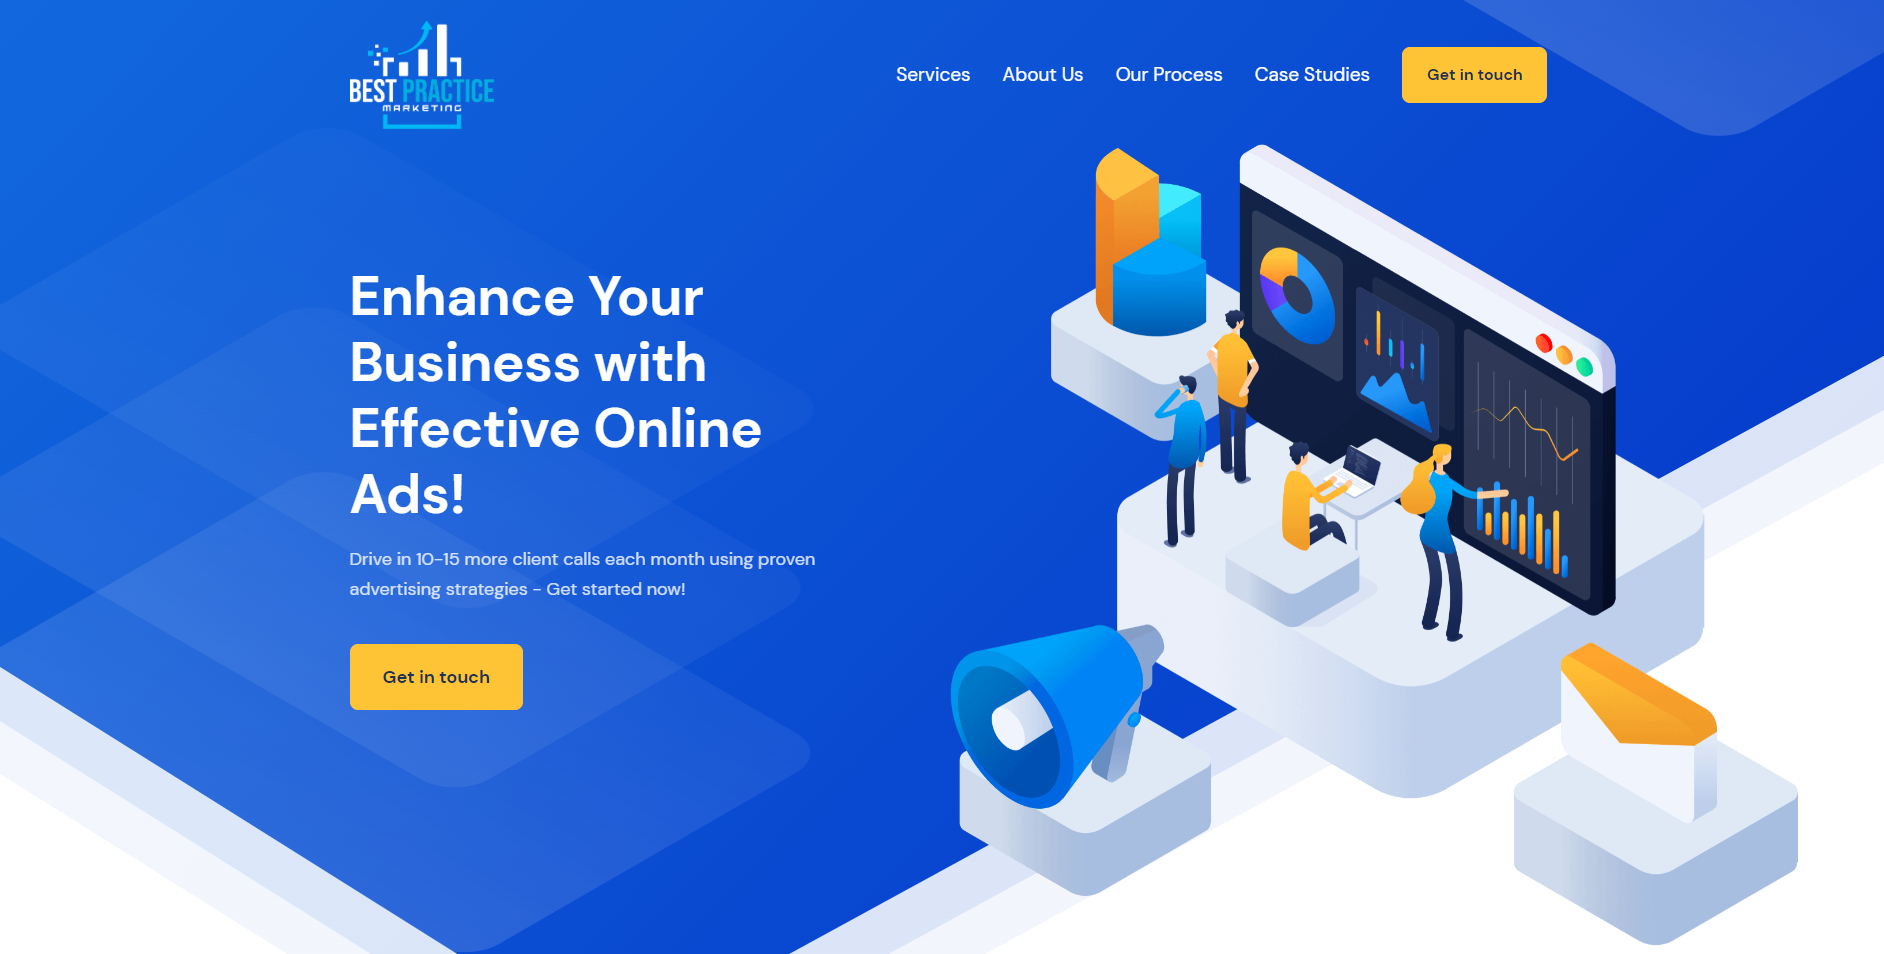 BEST PRACTICE
MARKETING
Services
About Us
Our Process
Case Studies
Get in touch
Enhance Your
Business with
Effective Online
Ads!
Drive in 10-15 more client calls each month using proven
advertising strategies - Get started now!
Get in touch